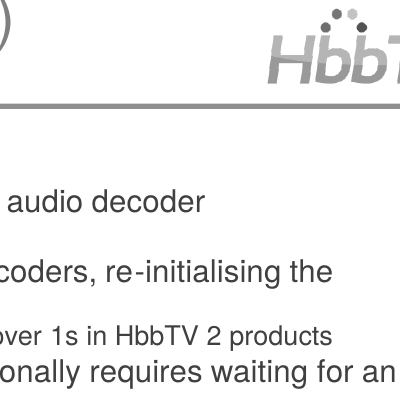 )
HbbT
audio decoder
coders, re-initialising the
over 1s in HbbTV 2 products
onally requires waiting for an